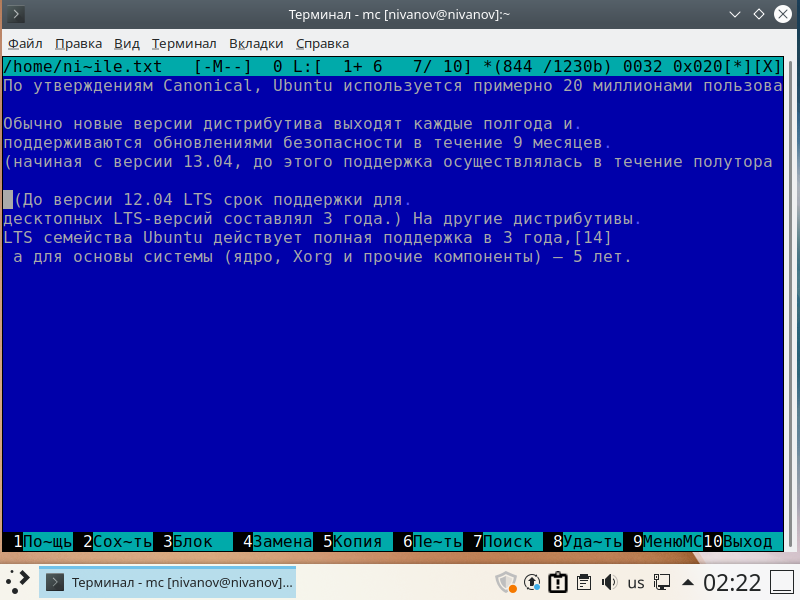 Терминал - mc [nivanov@nivanov]:~
Файл Правка Вид Терминал Вкладки Справка
/home/ni~ile.txt [-M--] 0 L:[ 1+ 6 7/ 10] *(844 /1230b) 0032 0x020[*][X]
По утверждениям Canonical, Ubuntu используется примерно 20 миллионами пользова
Обычно новые версии дистрибутива выходят каждые полгода и.
поддерживаются обновлениями безопасности в течение 9 месяцев.
(начиная с версии 13.04, до этого поддержка осуществлялась в течение полутора
(До версии 12.04 LTS срок поддержки для.
десктопных LTS-версий составлял 3 года.) На другие дистрибутивы.
LTS семейства Ubuntu действует полная поддержка в 3 года,[14]
а для основы системы (ядро, Xorg и прочие компоненты) — 5 лет.
1По~щь 2Сох~ть 3Блок 4Замена 5Копия 6Пе~ть 7Поиск 8Уда~ть 9МенюMC 10Выход
Терминал - mc [nivanov@nivanov]... us 02:22